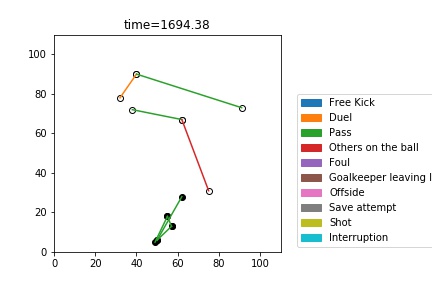 time=1694.38
100
80
60
40
20
0
0 20 40 60 80 100
Free Kick
Duel
Pass
Others on the ball
Foul
Goalkeeper leaving l
Offside
Save attempt
Shot
Interruption